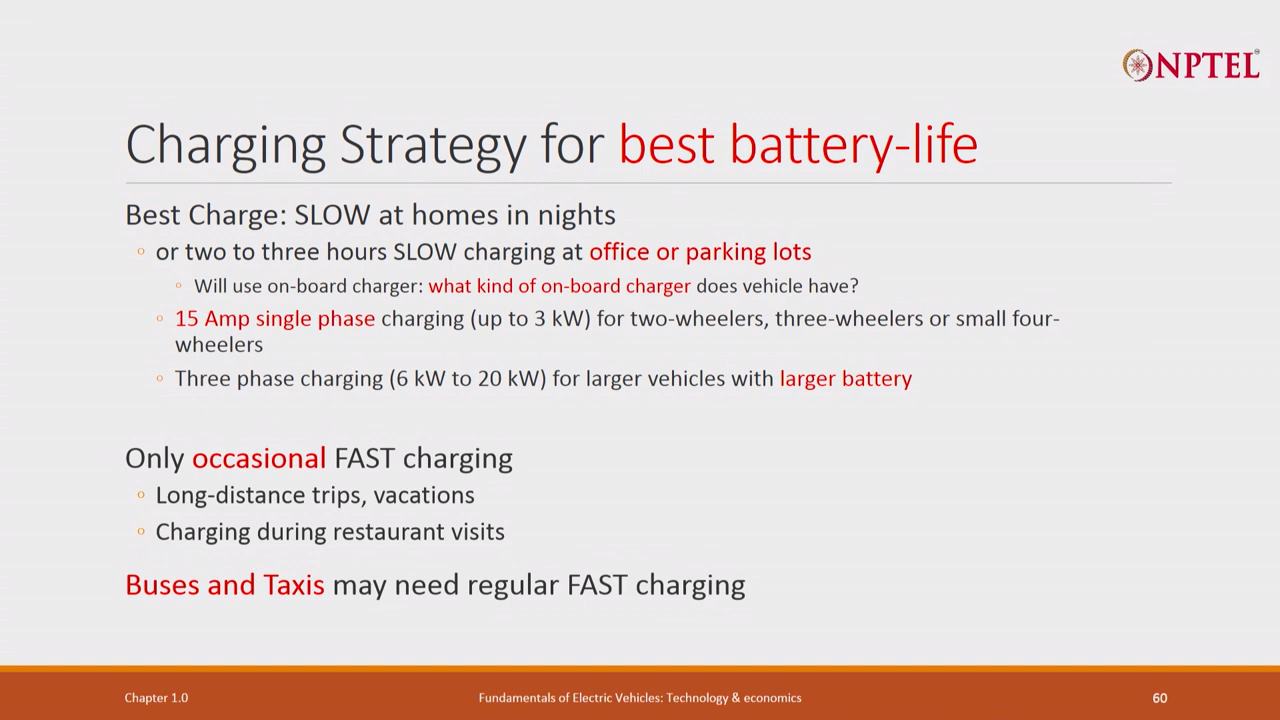 NPTEL
Charging Strategy for best battery-life
Best Charge: SLOW at homes in nights
◦ or two to three hours SLOW charging at office or parking lots
◦ Will use on-board charger: what kind of on-board charger does vehicle have?
◦ 15 Amp single phase charging (up to 3 kW) for two-wheelers, three-wheelers or small four-
wheelers
◦ Three phase charging (6 kW to 20 kW) for larger vehicles with larger battery
Only occasional FAST charging
◦ Long-distance trips, vacations
◦ Charging during restaurant visits
Buses and Taxis may need regular FAST charging
Chapter 1.0 Fundamentals of Electric Vehicles: Technology & economics 60